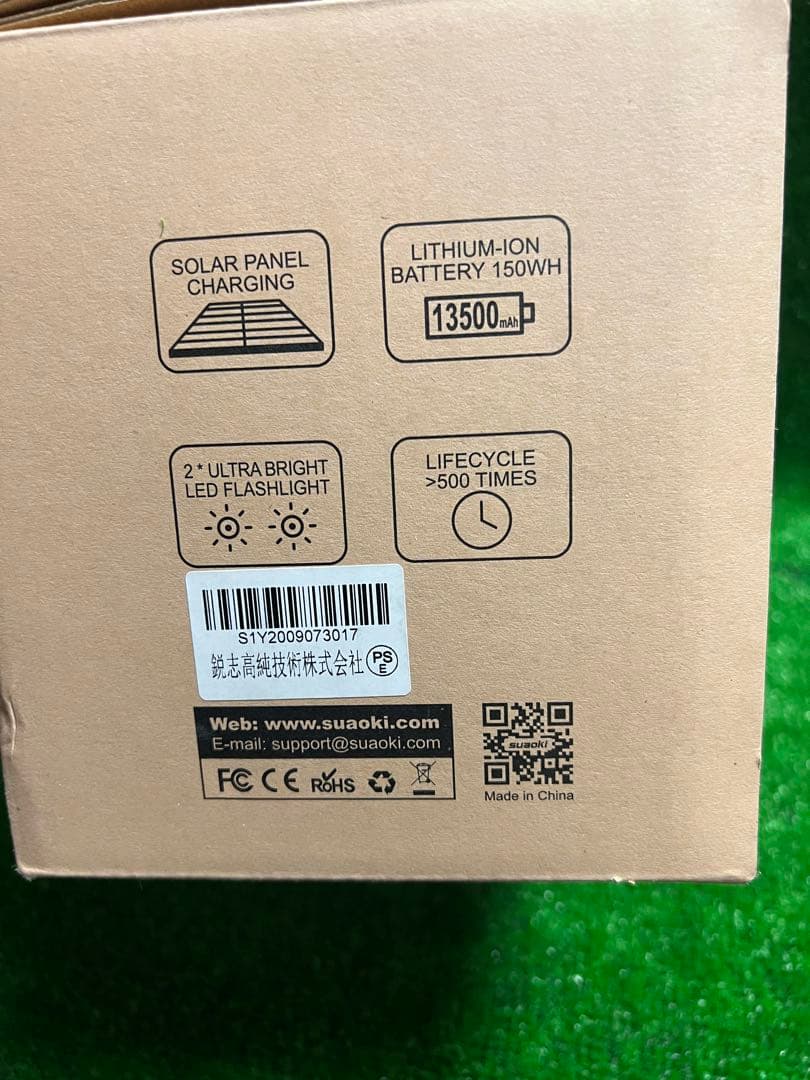 SOLAR PANEL
CHARGING
LITHIUM-ION
BATTERY 150WH
13500mAh
2 * ULTRA BRIGHT
LED FLASHLIGHT
LIFECYCLE
>500 TIMES
S1Y2009073017
鋭志高純技術株式会社 PS
E
Web: www.suaoki.com
E-mail: support@suaoki.com
FC CE RoHS
suaoki
Made in China